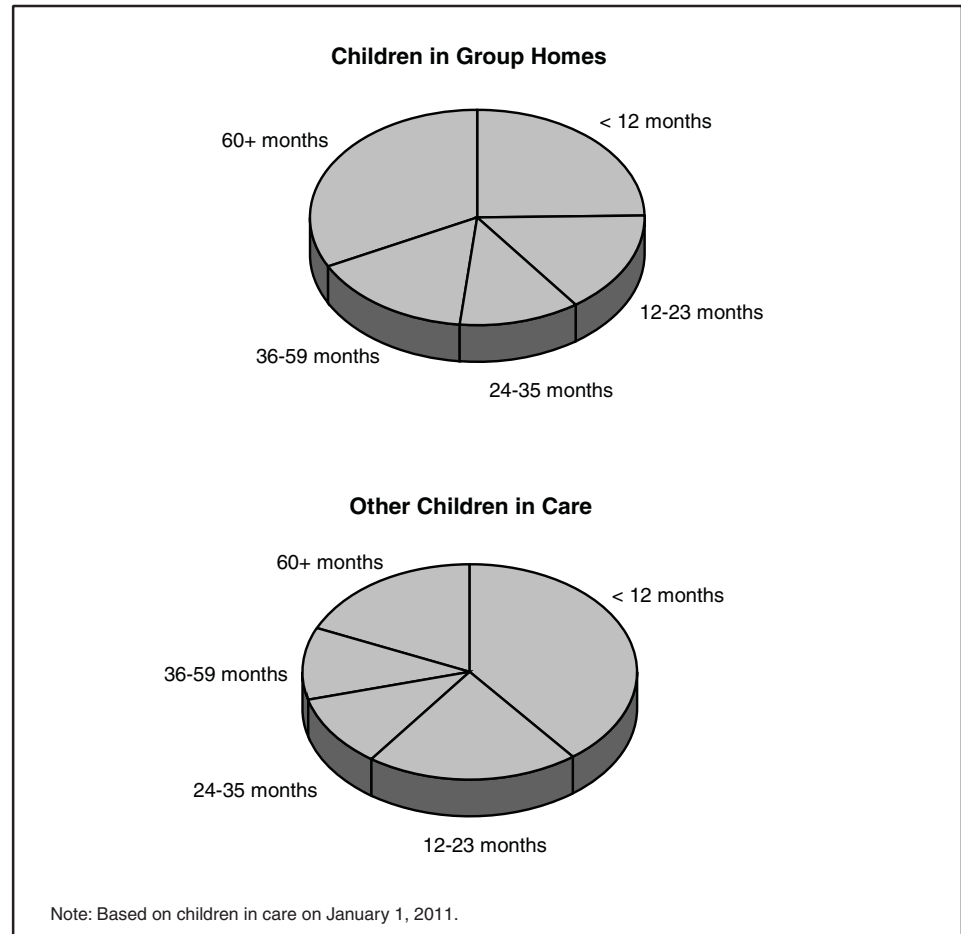 Children in Group Homes
60+ months
< 12 months
12-23 months
36-59 months
24-35 months
Other Children in Care
60+ months
< 12 months
36-59 months
24-35 months
12-23 months
Note: Based on children in care on January 1, 2011.